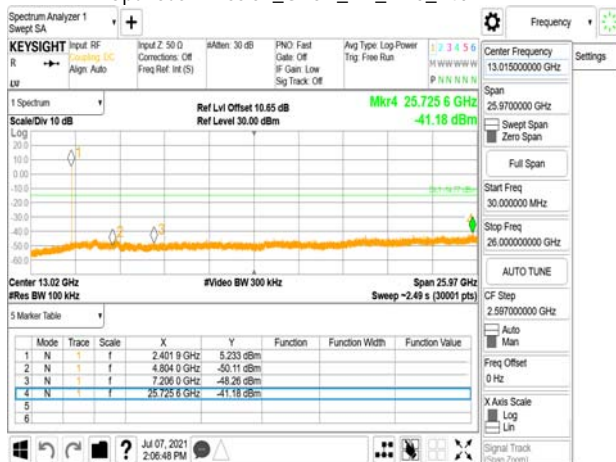 Spectrum Analyzer 1
Swept SA
Frequency
KEYSIGHT
Input: RF
Coupling: DC
Align: Auto
Input Z: 50 Ω
Corrections: Off
Freq Ref: Int (S)
#Atten: 30 dB
PNO: Fast
Gate: Off
IF Gain: Low
Sig Track: Off
Avg Type: Log-Power
Trig: Free Run
1 2 3 4 5 6
M W W W W W
P N N N N N
R
LXI
1 Spectrum
Scale/Div 10 dB
Ref Lvl Offset 10.65 dB
Ref Level 30.00 dBm
Mkr4 25.725 6 GHz
-41.18 dBm
Log
20.0
10.0
0.00
-10.0
-20.0
-30.0
-40.0
-50.0
-60.0
1
2
3
4
Center 13.02 GHz
#Video BW 300 kHz
Span 25.97 GHz
#Res BW 100 kHz
Sweep ~2.49 s (30001 pts)
5 Marker Table
Mode Trace Scale X Y Function Function Width Function Value
1 N 1 f 2.401 9 GHz 5.233 dBm
2 N 1 f 4.804 0 GHz -50.11 dBm
3 N 1 f 7.206 0 GHz -48.26 dBm
4 N 1 f 25.725 6 GHz -41.18 dBm
5
6
Jul 07, 2021
2:06:48 PM
Center Frequency
13.015000000 GHz
Settings
Span
25.9700000 GHz
Swept Span
Zero Span
Full Span
Start Freq
30.000000 MHz
Stop Freq
26.000000000 GHz
AUTO TUNE
CF Step
2.597000000 GHz
Auto
Man
Freq Offset
0 Hz
X Axis Scale
Log
Lin
Signal Track
(Span Zoom)